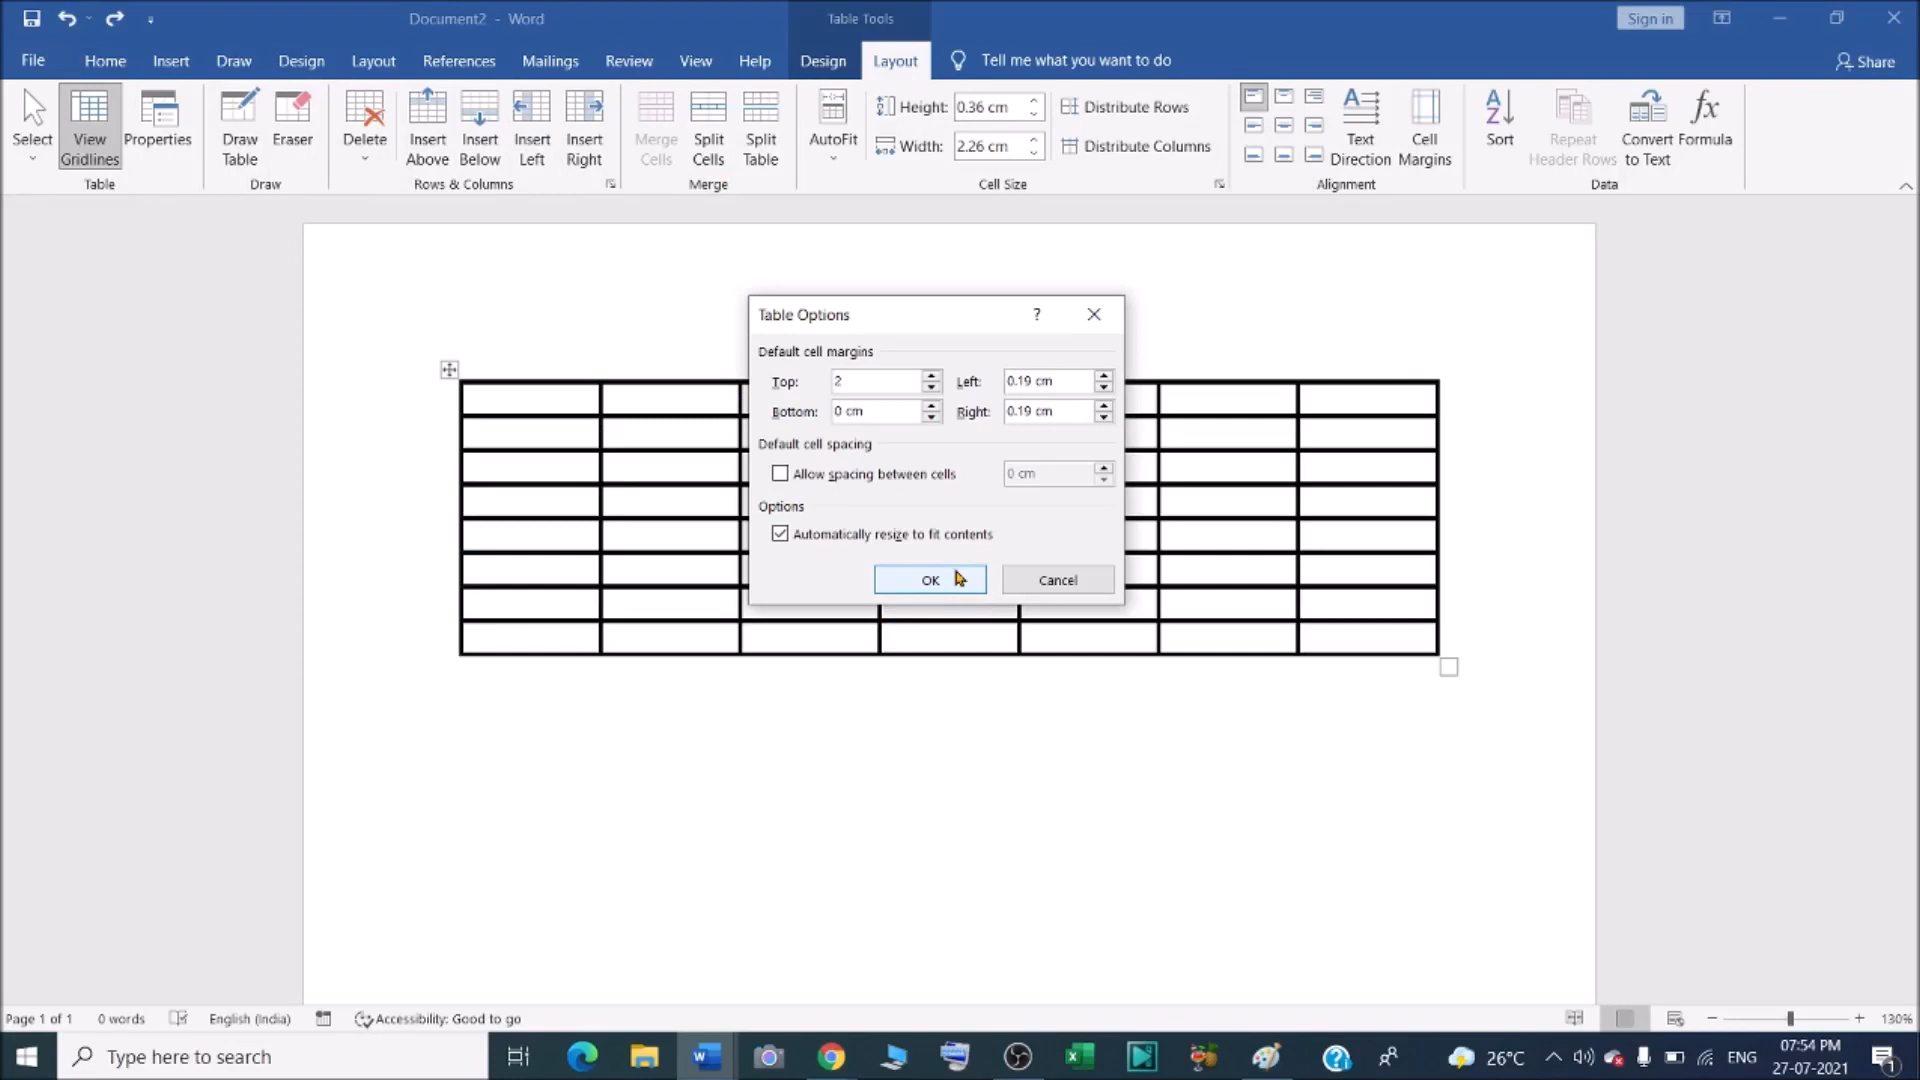 Document2 - Word
Table Tools
Sign in
File Home Insert Draw Design Layout References Mailings Review View Help Design Layout Tell me what you want to do Share
Select
View Gridlines
Properties
Draw Table
Eraser
Delete
Insert Above
Insert Below
Insert Left
Insert Right
Merge Cells
Split Cells
Split Table
AutoFit
Height: 0.36 cm
Width: 2.26 cm
Distribute Rows
Distribute Columns
Text Direction
Cell Margins
Sort
Repeat Header Rows
Convert to Text
Formula
Table Draw Rows & Columns Merge Cell Size Alignment Data
Table Options ?
Default cell margins
Top: 2 Left: 0.19 cm
Bottom: 0 cm Right: 0.19 cm
Default cell spacing
Allow spacing between cells 0 cm
Options
Automatically resize to fit contents
OK Cancel
Page 1 of 1 0 words English (India) Accessibility: Good to go 130%
Type here to search 26°C ENG
07:54 PM
27-07-2021